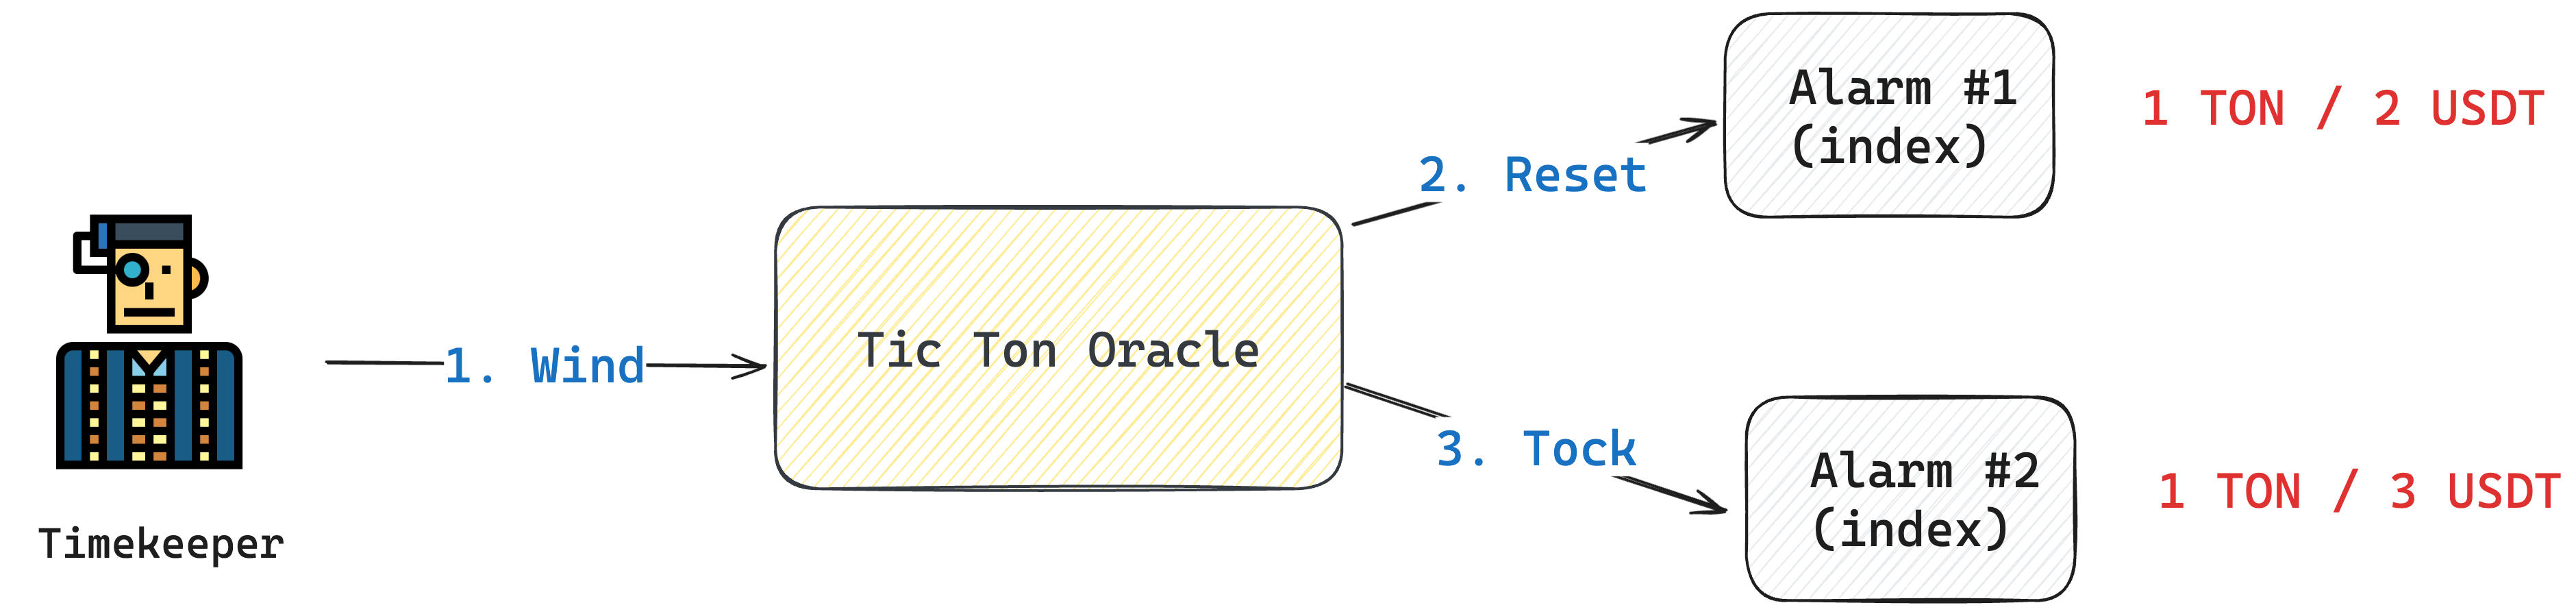 Timekeeper
1. Wind
Tic Ton Oracle
2. Reset
Alarm #1
(index)
1 TON / 2 USDT
3. Tock
Alarm #2
(index)
1 TON / 3 USDT